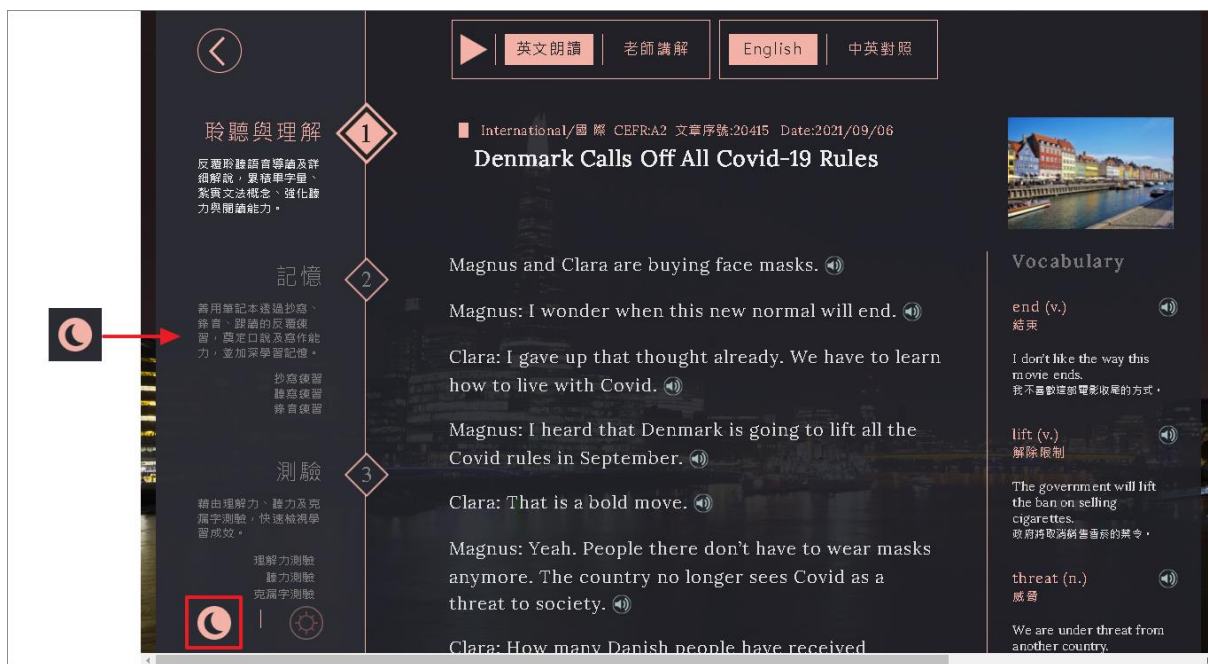 英文朗讀
老師講解
English
中英對照
聆聽與理解
1
反覆聆聽語音導讀及詳
細解說，累積單字量、
紮實文法概念、強化聽
力與閱讀能力。
記憶
2
善用筆記本透過抄寫、
錄音、跟讀的反覆練
習，奠定口說及寫作能
力，並加深學習記憶。
抄寫練習
聽寫練習
錄音練習
測驗
3
藉由理解力、聽力及克
漏字測驗，快速檢視學
習成效。
理解力測驗
聽力測驗
克漏字測驗
International/國 際 CEFR:A2 文章序號:20415 Date:2021/09/06
Denmark Calls Off All Covid-19 Rules
Magnus and Clara are buying face masks.
Magnus: I wonder when this new normal will end.
Clara: I gave up that thought already. We have to learn
how to live with Covid.
Magnus: I heard that Denmark is going to lift all the
Covid rules in September.
Clara: That is a bold move.
Magnus: Yeah. People there don't have to wear masks
anymore. The country no longer sees Covid as a
threat to society.
Clara: How many Danish people have received
Vocabulary
end (v.)
結束
I don't like the way this
movie ends.
我不喜歡這部電影收尾的方式。
lift (v.)
解除限制
The government will lift
the ban on selling
cigarettes.
政府將取消銷售香菸的禁令。
threat (n.)
威脅
We are under threat from
another country.